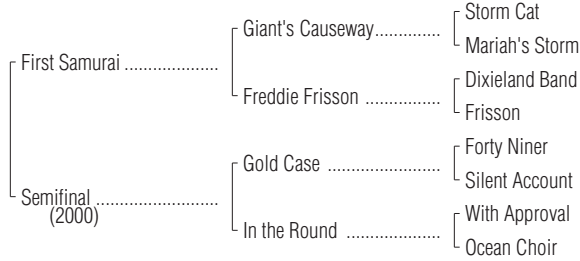 Storm Cat
Giant's Causeway..............
Mariah's Storm
First Samurai ....................
Dixieland Band
Freddie Frisson ................
Frisson
Forty Niner
Gold Case ........................
Silent Account
Semifinal ..........................
(2000)
With Approval
In the Round ....................
Ocean Choir